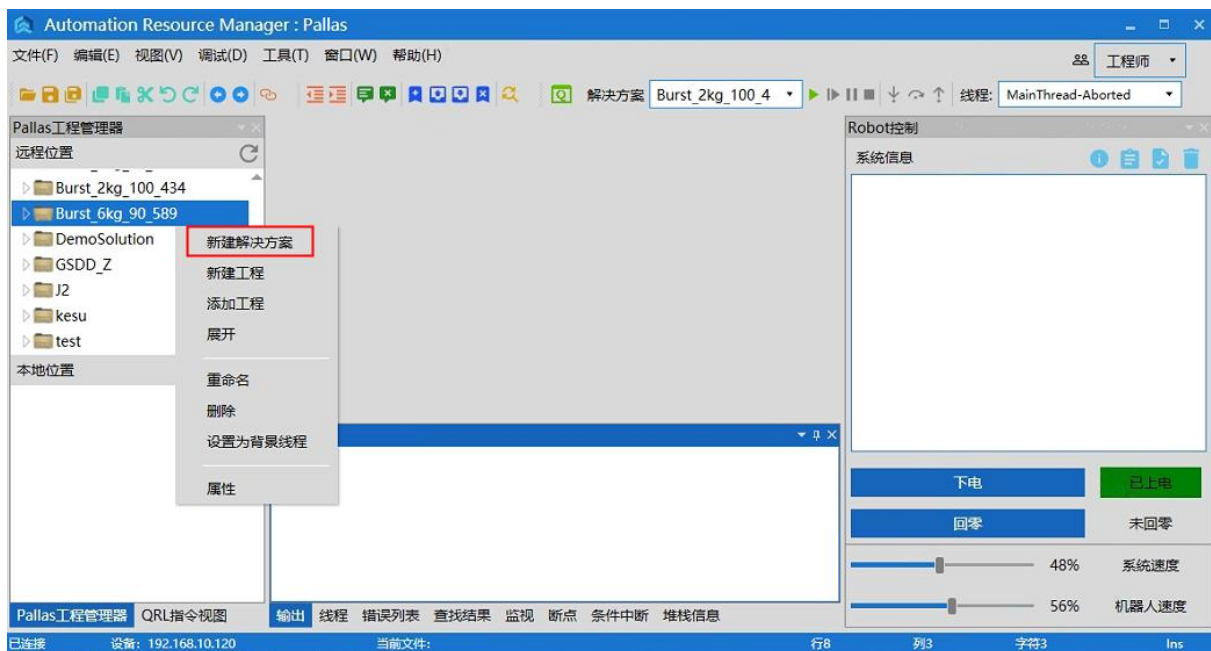 Automation Resource Manager : Pallas
文件(F) 编辑(E) 视图(V) 调试(D) 工具(T) 窗口(W) 帮助(H)
工程师
解决方案 Burst_2kg_100_4 线程: MainThread-Aborted
Pallas工程管理器
远程位置
Burst_2kg_100_434
Burst_6kg_90_589
DemoSolution
GSDD_Z
J2
kesu
test
本地位置
新建解决方案
新建工程
添加工程
展开
重命名
删除
设置为背景线程
属性
Robot控制
系统信息
下电 已上电
回零 未回零
48% 系统速度
56% 机器人速度
Pallas工程管理器 QRL指令视图 输出 线程 错误列表 查找结果 监视 断点 条件中断 堆栈信息
已连接 设备: 192.168.10.120 当前文件: 行8 列3 字符3 Ins